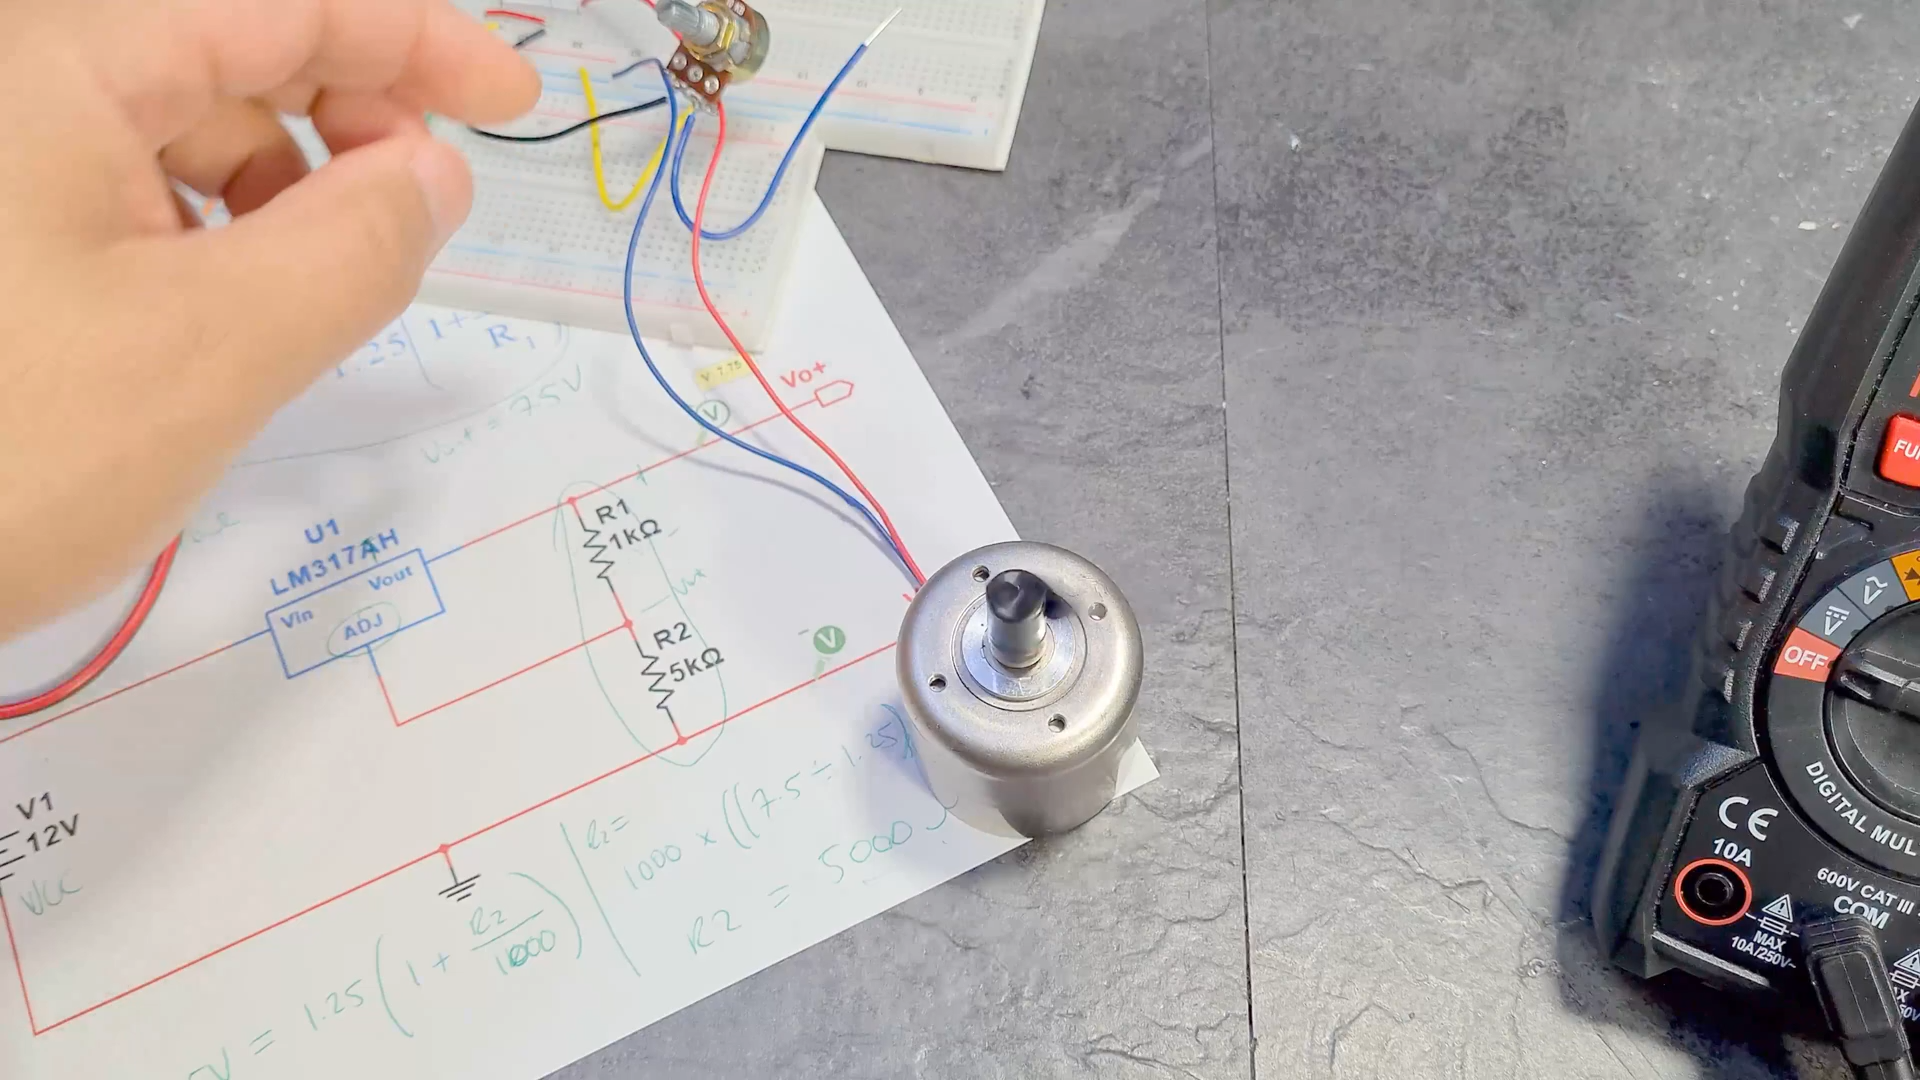 1.25 ( 1+
R1
Vout = 7.5V
V 7.75
V
Vo+
+
U1
LM317AH
Vin
Vout
ADJ
R1
1kΩ
R2
5kΩ
V
V1
12V
VCC
R2=
1000 × ((7.5 ÷ 1.25)
R2 = 5000
V = 1.25 ( 1 + R2/1000 )
OFF
DIGITAL MUL
CE
10A
600V CAT III
COM
MAX
10A/250V~